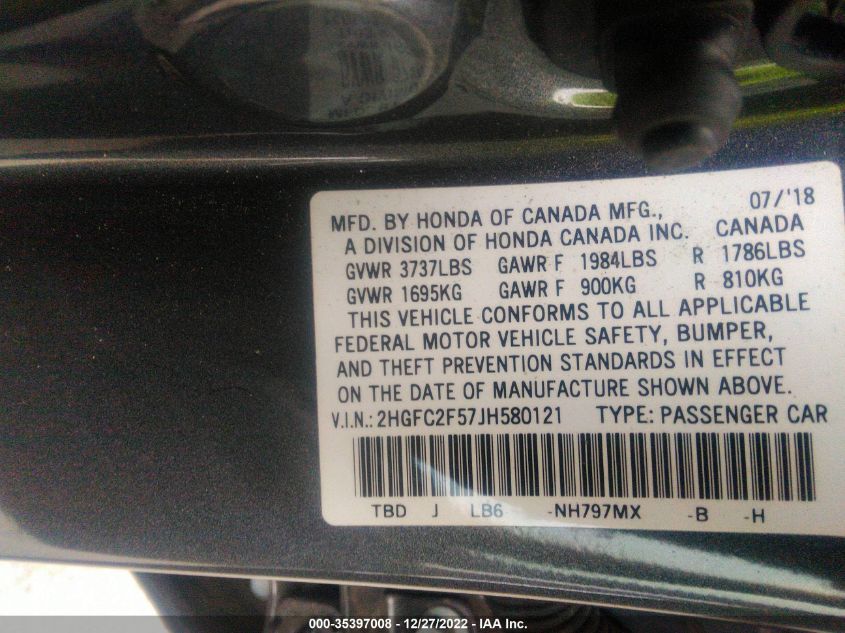 07/'18
MFD. BY HONDA OF CANADA MFG.,
A DIVISION OF HONDA CANADA INC. CANADA
GVWR 3737LBS GAWR F 1984LBS R 1786LBS
GVWR 1695KG GAWR F 900KG R 810KG
THIS VEHICLE CONFORMS TO ALL APPLICABLE
FEDERAL MOTOR VEHICLE SAFETY, BUMPER,
AND THEFT PREVENTION STANDARDS IN EFFECT
ON THE DATE OF MANUFACTURE SHOWN ABOVE.
V.I.N.: 2HGFC2F57JH580121 TYPE: PASSENGER CAR
TBD J LB6 -NH797MX -B -H
000-35397008 - 12/27/2022 - IAA Inc.